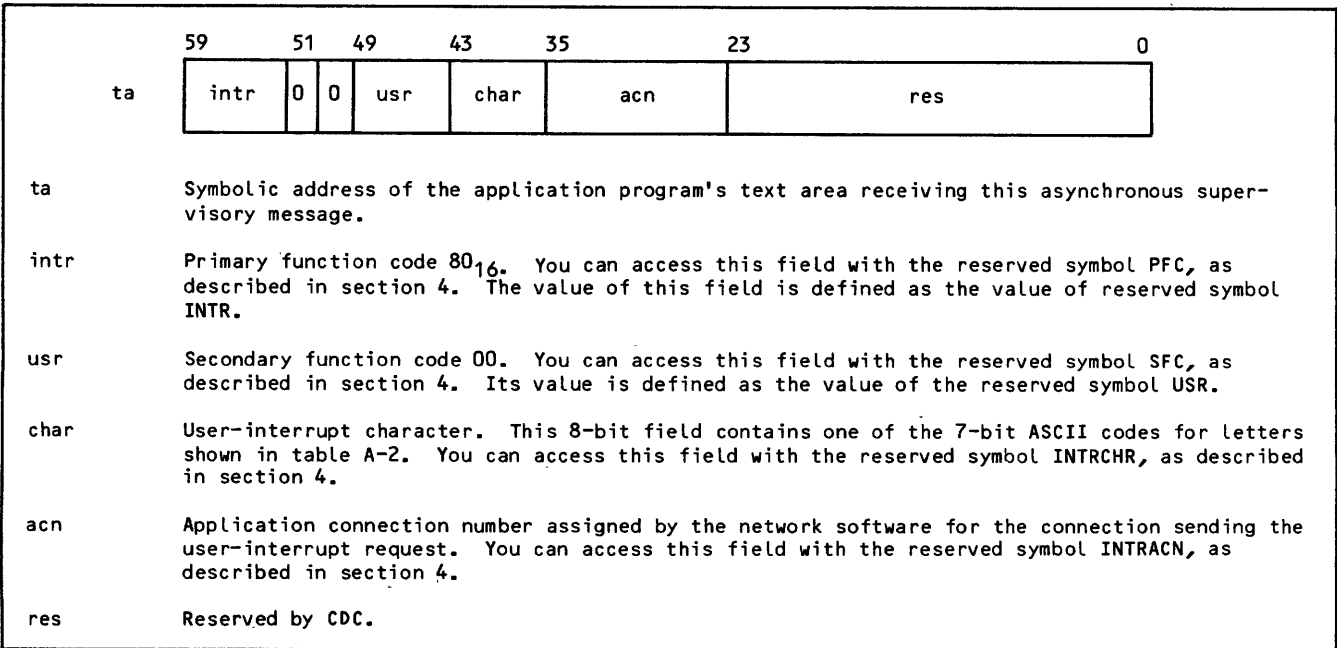 59 51 49 43 35 23 0
ta intr 0 0 usr char acn res
ta Symbolic address of the application program's text area receiving this asynchronous super-
visory message.
intr Primary function code 80₁₆. You can access this field with the reserved symbol PFC, as
described in section 4. The value of this field is defined as the value of reserved symbol
INTR.
usr Secondary function code 00. You can access this field with the reserved symbol SFC, as
described in section 4. Its value is defined as the value of the reserved symbol USR.
char User-interrupt character. This 8-bit field contains one of the 7-bit ASCII codes for letters
shown in table A-2. You can access this field with the reserved symbol INTRCHR, as described
in section 4.
acn Application connection number assigned by the network software for the connection sending the
user-interrupt request. You can access this field with the reserved symbol INTRACN, as
described in section 4.
res Reserved by CDC.